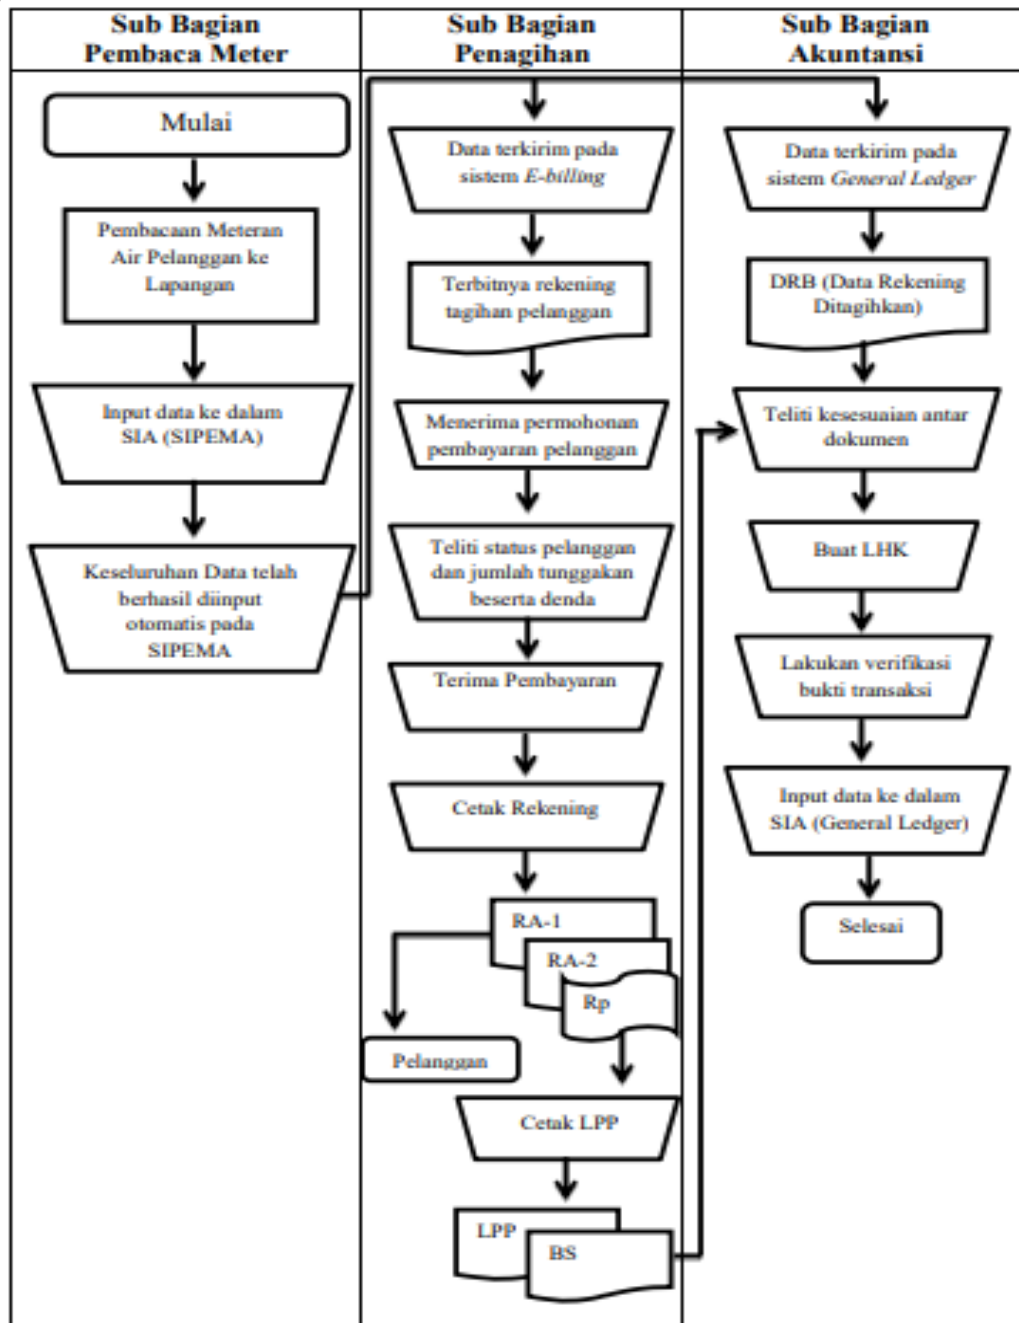 Sub Bagian
Pembaca Meter
Sub Bagian
Penagihan
Sub Bagian
Akuntansi
Mulai
Pembacaan Meteran
Air Pelanggan ke
Lapangan
Input data ke dalam
SIA (SIPEMA)
Keseluruhan Data telah
berhasil diinput
otomatis pada
SIPEMA
Data terkirim pada
sistem E-billing
Terbitnya rekening
tagihan pelanggan
Menerima permohonan
pembayaran pelanggan
Teliti status pelanggan
dan jumlah tunggakan
beserta denda
Terima Pembayaran
Cetak Rekening
RA-1
RA-2
Rp
Pelanggan
Cetak LPP
LPP
BS
Data terkirim pada
sistem General Ledger
DRB (Data Rekening
Ditagihkan)
Teliti kesesuaian antar
dokumen
Buat LHK
Lakukan verifikasi
bukti transaksi
Input data ke dalam
SIA (General Ledger)
Selesai